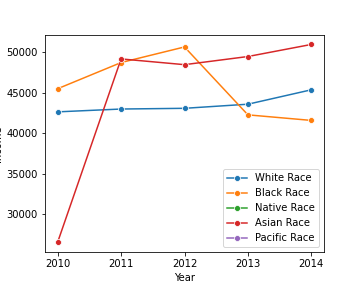 50000
45000
40000
35000
30000
2010
2011
2012
2013
2014
Year
White Race
Black Race
Native Race
Asian Race
Pacific Race